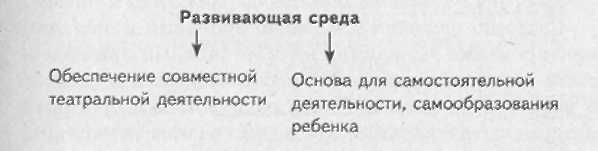 Развивающая среда
Обеспечение совместной
театральной деятельности
Основа для самостоятельной
деятельности, самообразования
ребенка